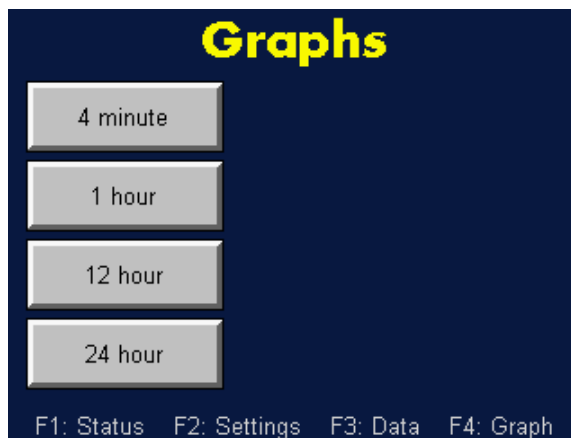 Graphs
4 minute
1 hour
12 hour
24 hour
F1: Status F2: Settings F3: Data F4: Graph